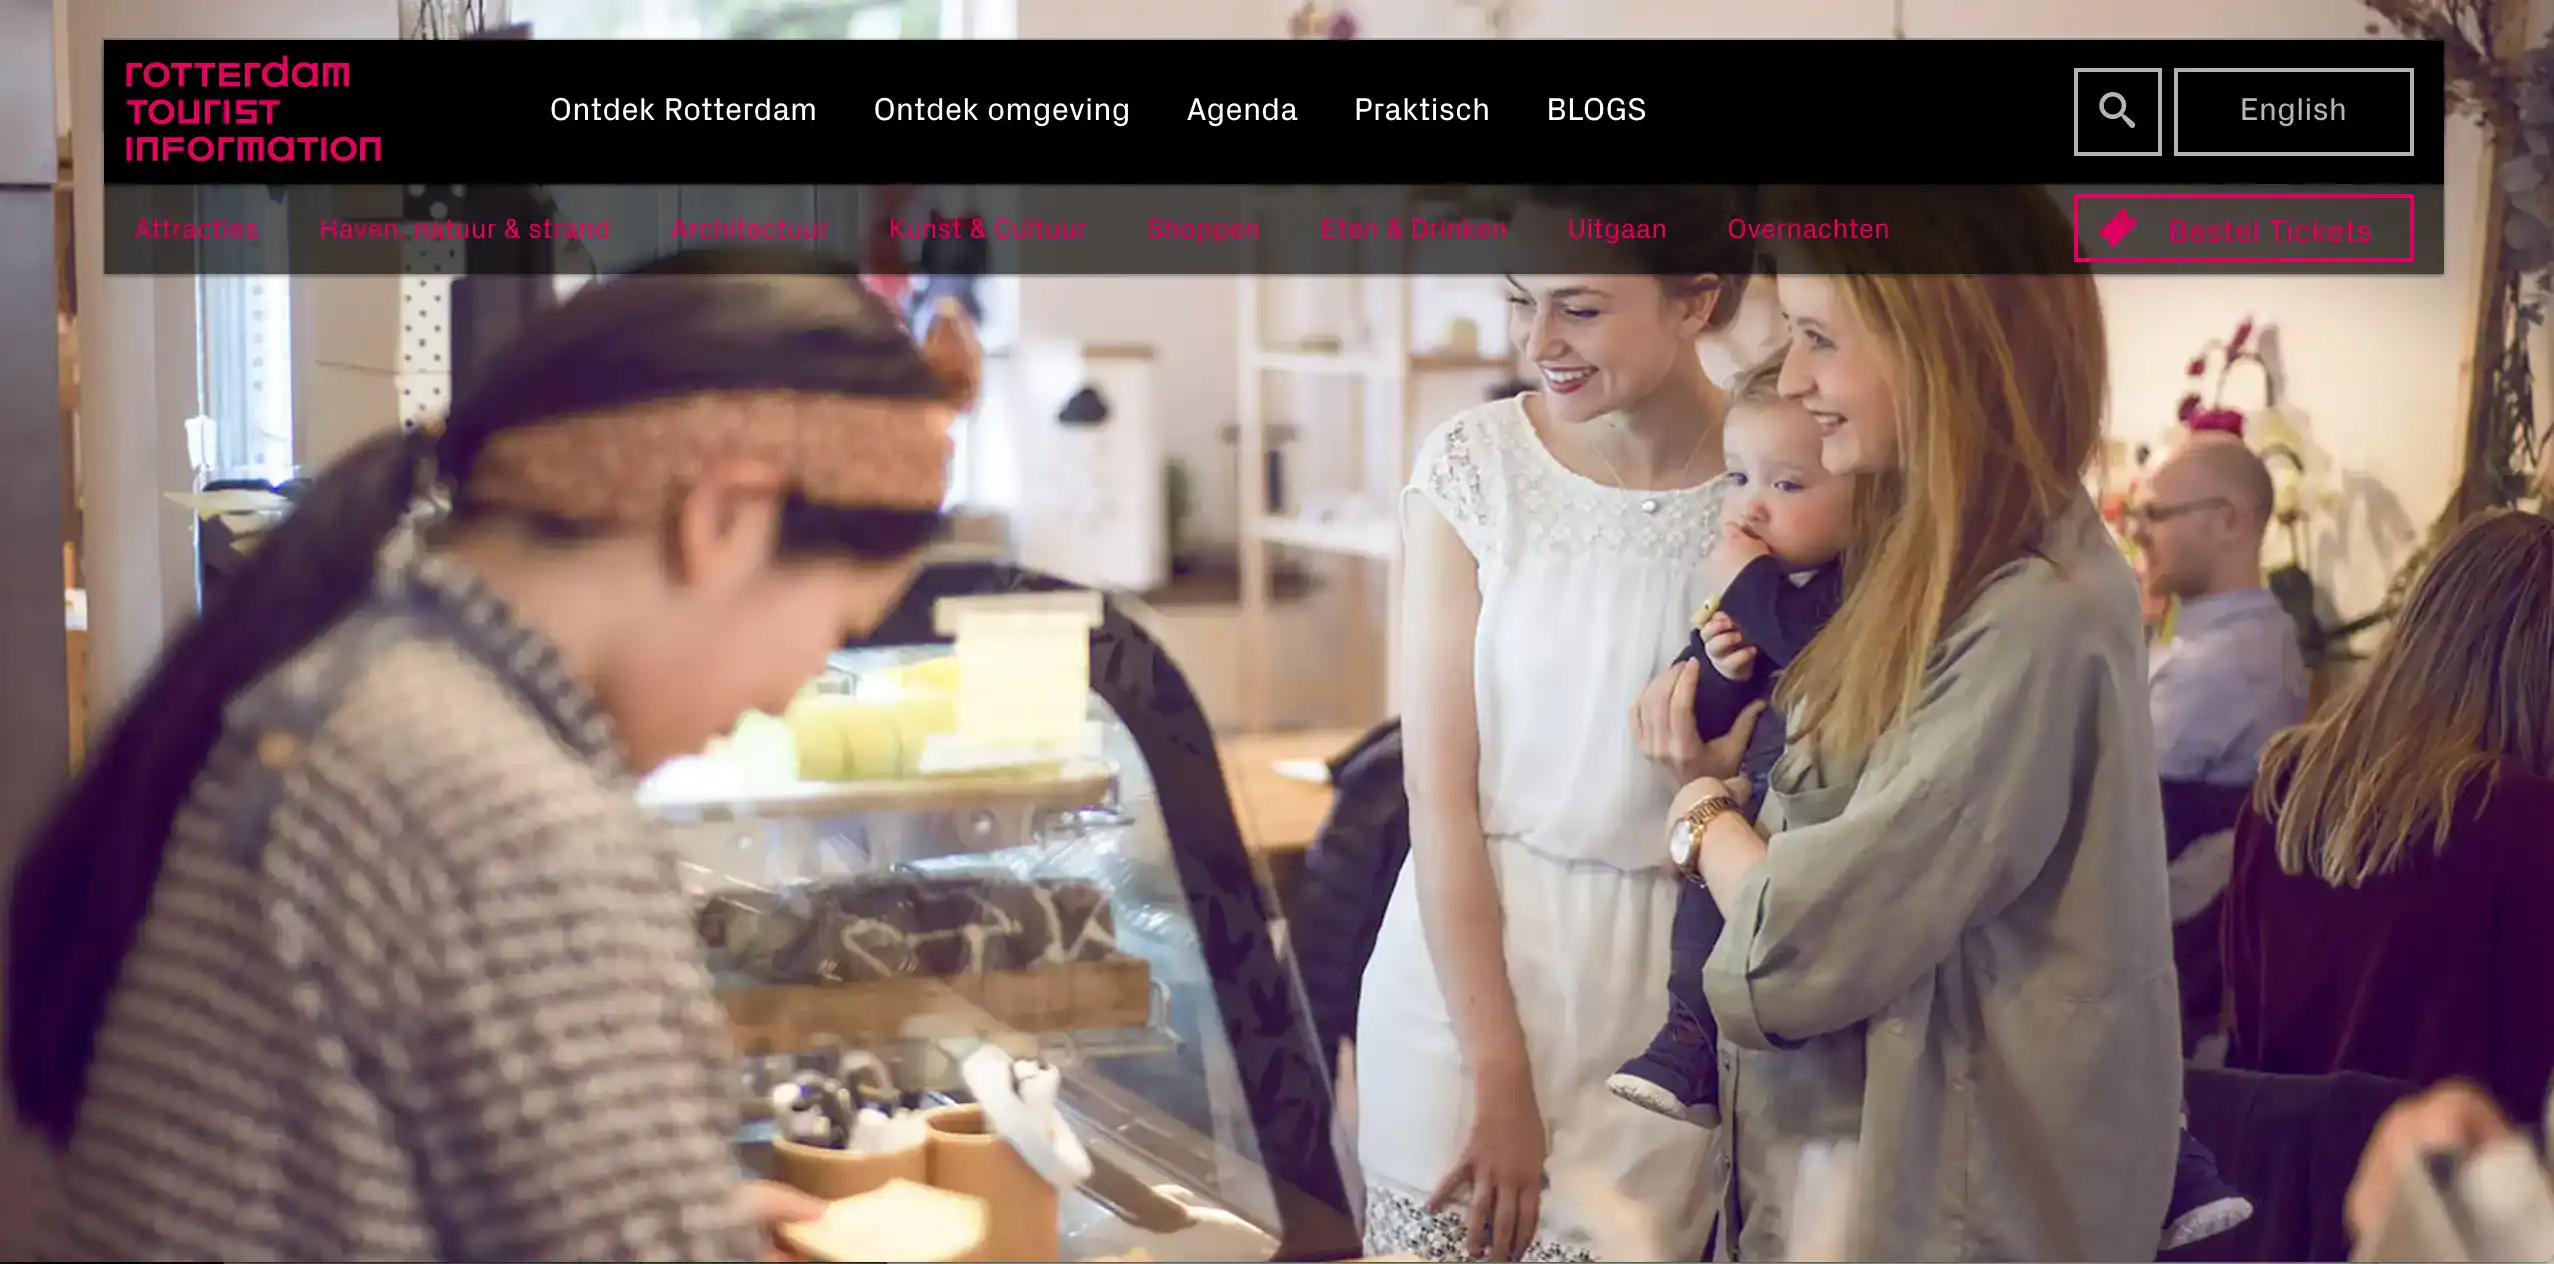 rotterdam
tourist
information
Ontdek Rotterdam Ontdek omgeving Agenda Praktisch BLOGS
English
Attracties Haven, natuur & strand Architectuur Kunst & Cultuur Shoppen Eten & Drinken Uitgaan Overnachten
Bestel Tickets